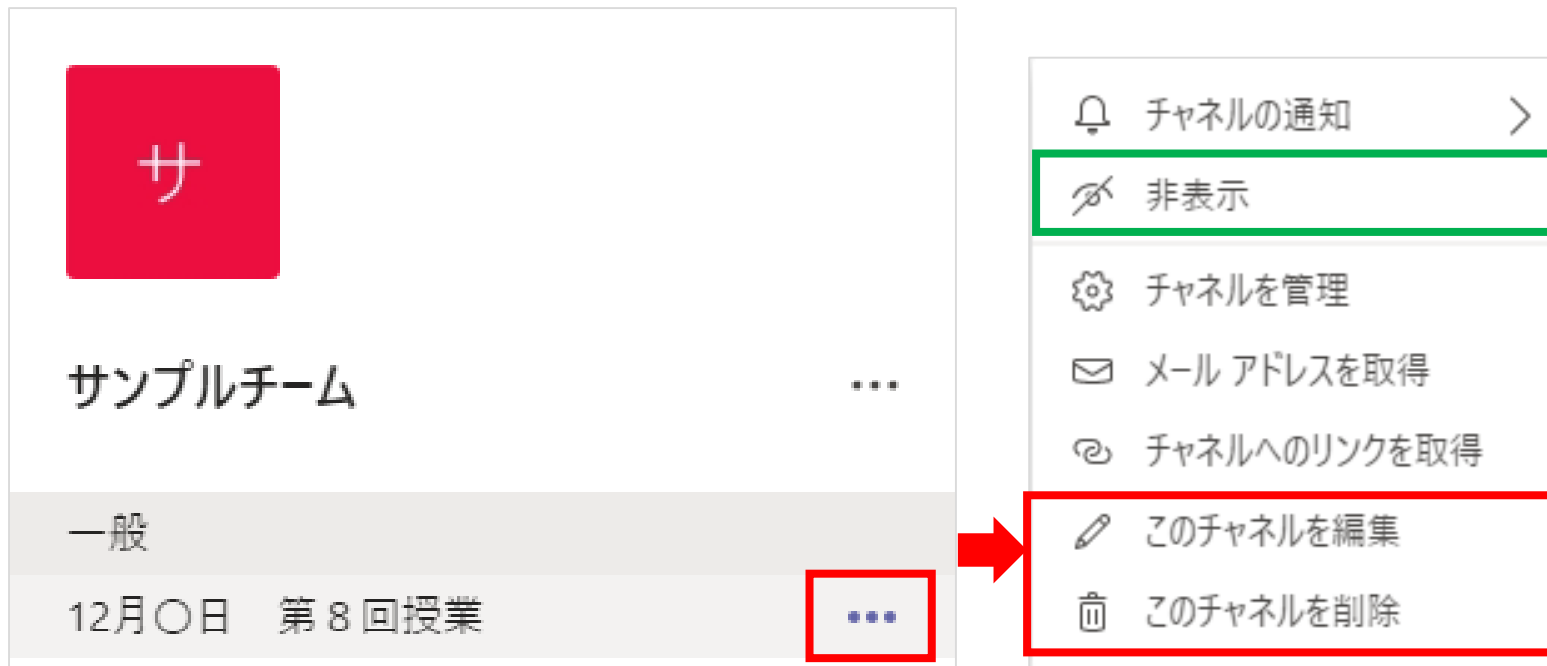 サ
サンプルチーム
一般
12月〇日　第８回授業
チャネルの通知
非表示
チャネルを管理
メール アドレスを取得
チャネルへのリンクを取得
このチャネルを編集
このチャネルを削除